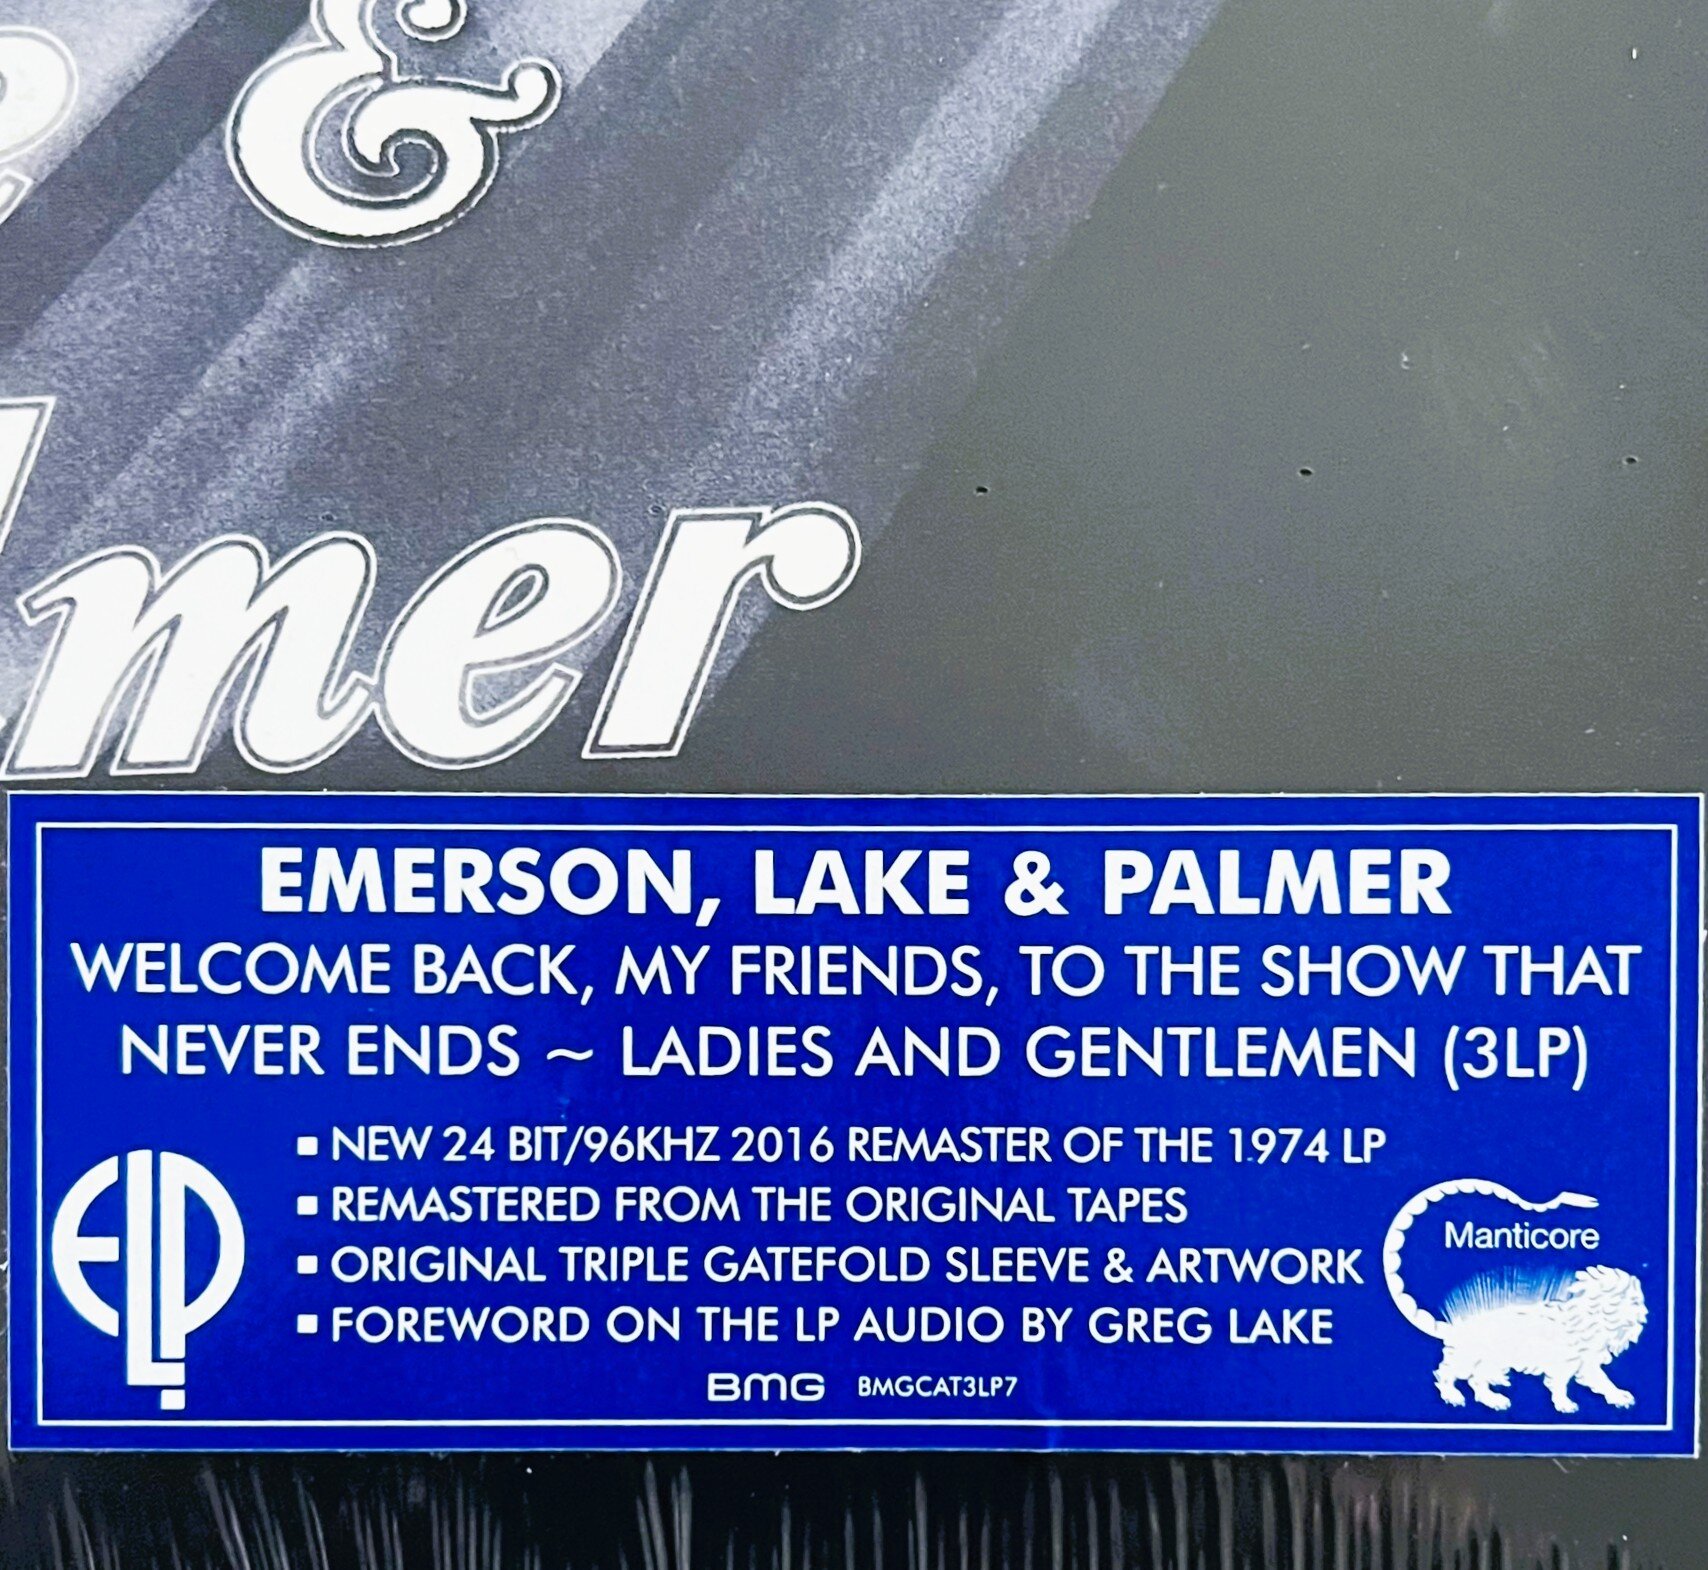 &
mer
EMERSON, LAKE & PALMER
WELCOME BACK, MY FRIENDS, TO THE SHOW THAT
NEVER ENDS ~ LADIES AND GENTLEMEN (3LP)
▪ NEW 24 BIT/96KHZ 2016 REMASTER OF THE 1974 LP
▪ REMASTERED FROM THE ORIGINAL TAPES
▪ ORIGINAL TRIPLE GATEFOLD SLEEVE & ARTWORK
▪ FOREWORD ON THE LP AUDIO BY GREG LAKE
ELP
Manticore
BMG BMGCAT3LP7